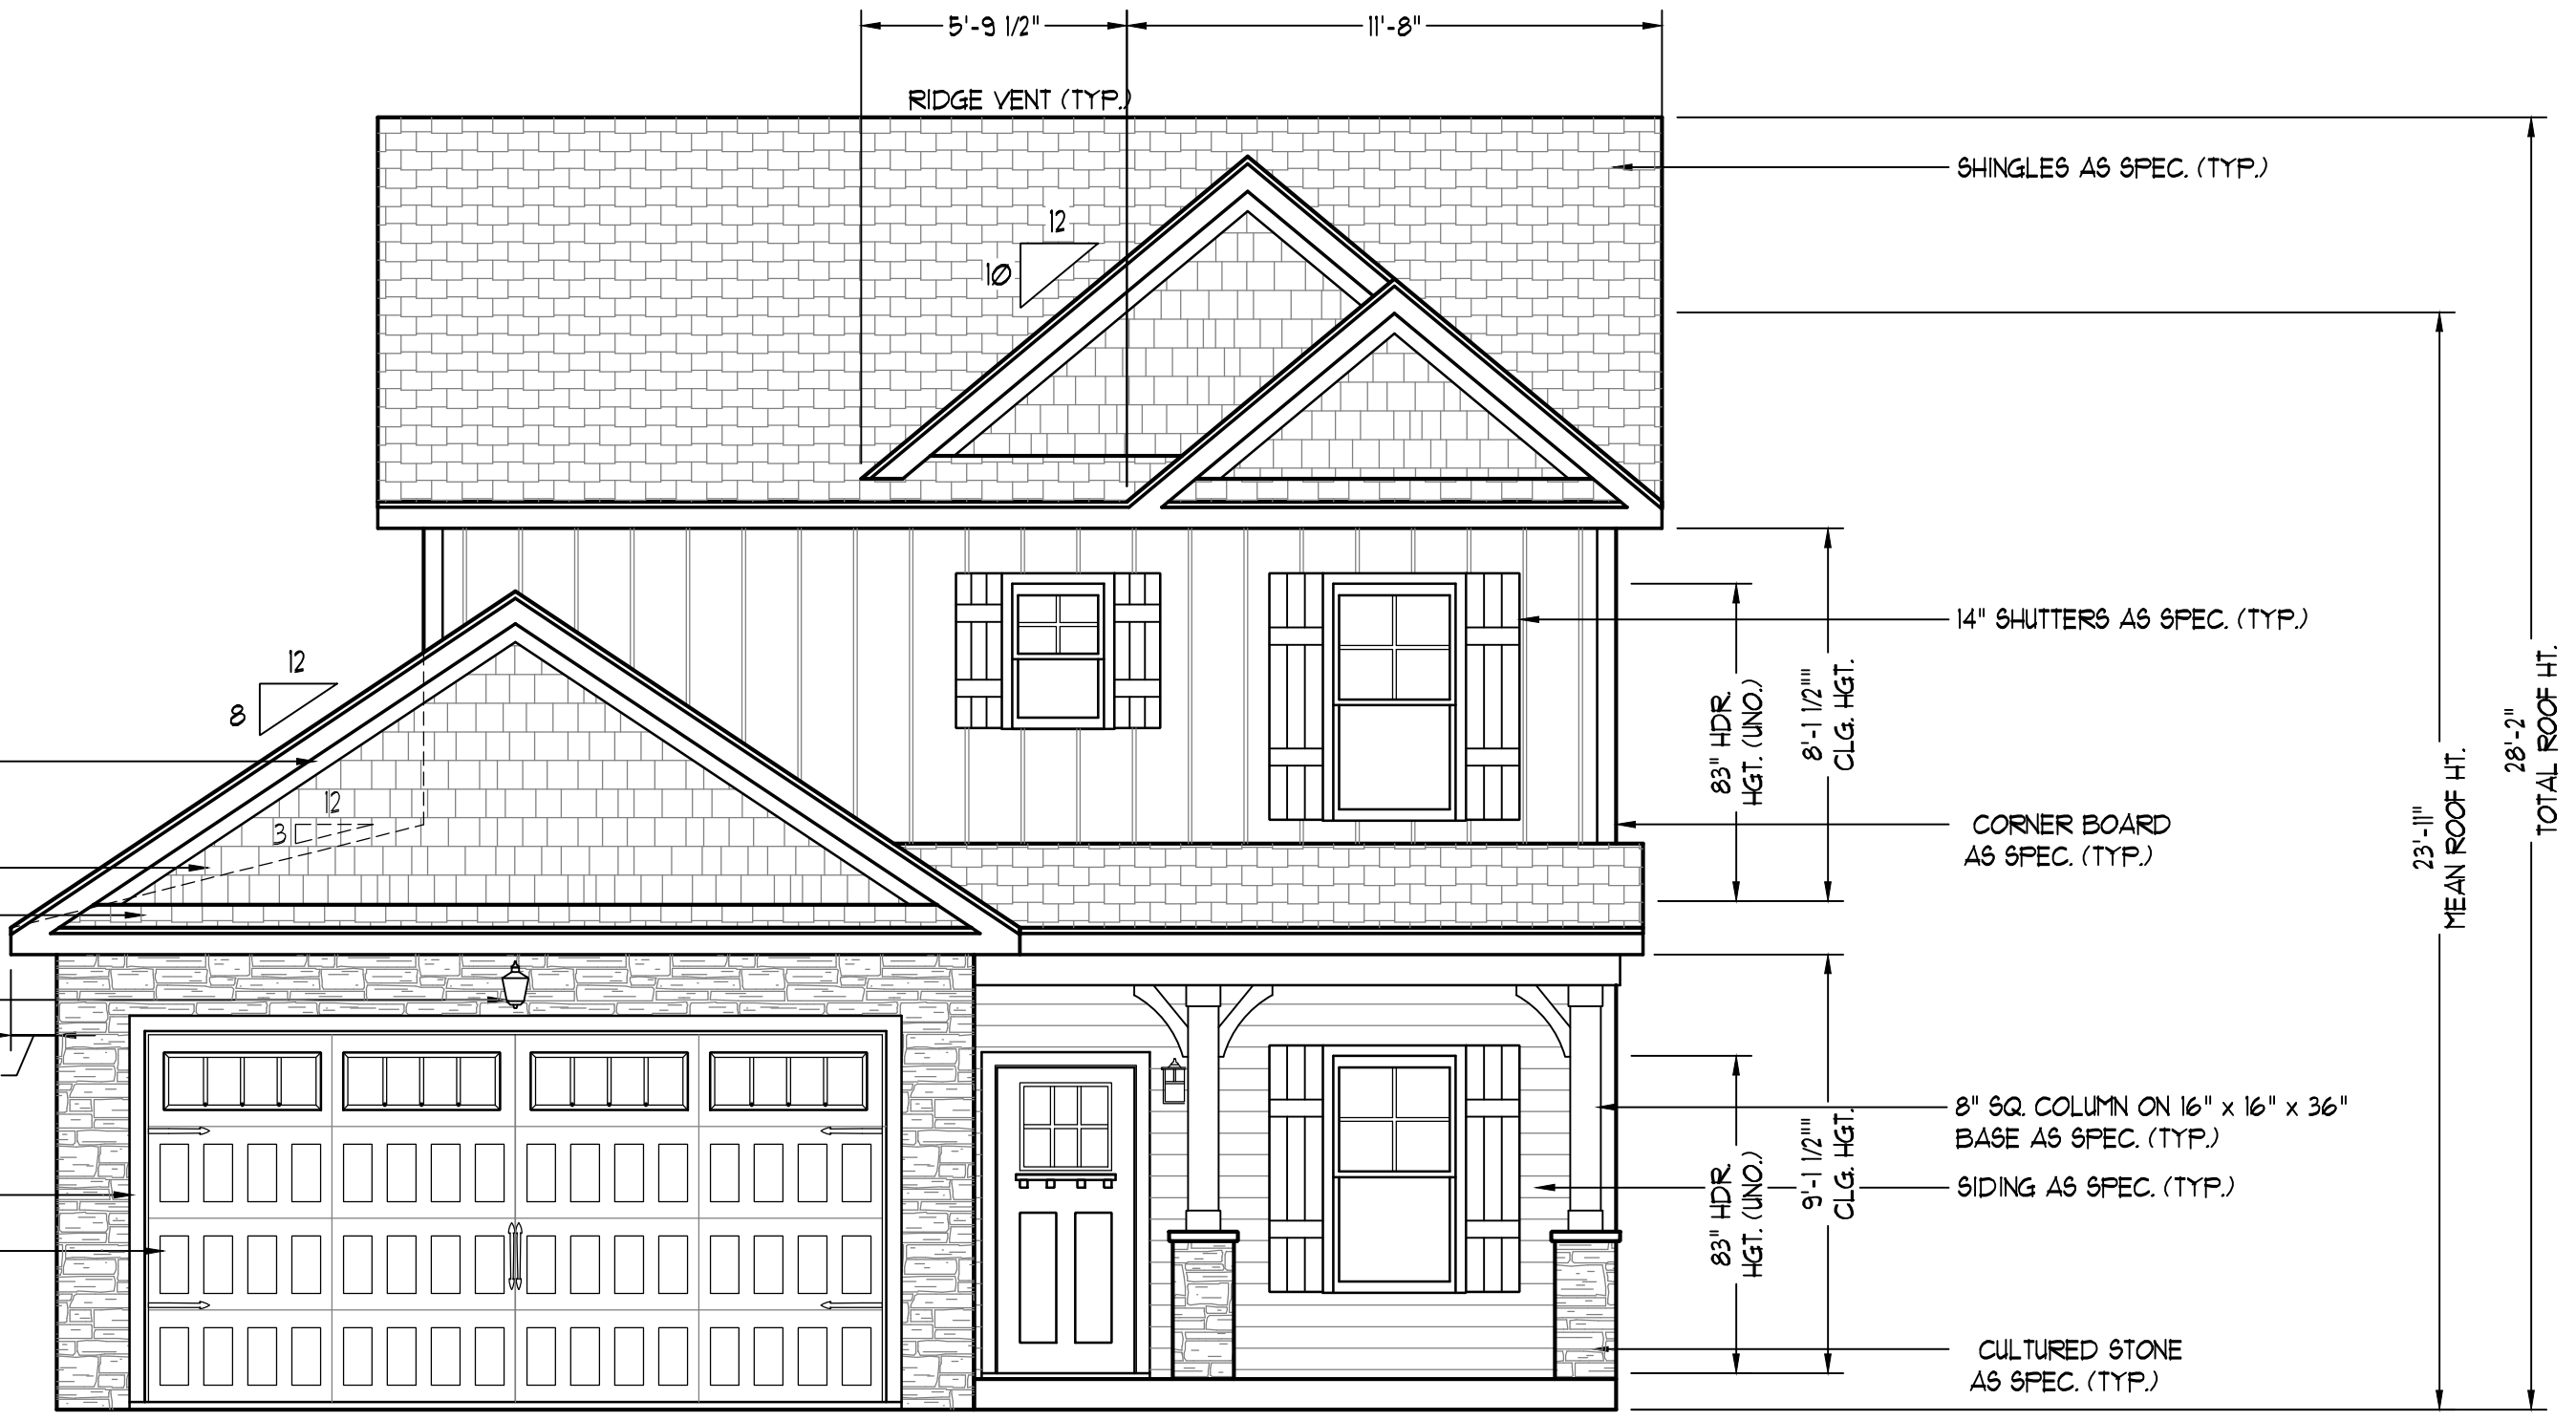 5'-9 1/2"
11'-8"
RIDGE VENT (TYP.)
SHINGLES AS SPEC. (TYP.)
12
10
14" SHUTTERS AS SPEC. (TYP.)
12
8
83" HDR.
HGT. (UNO.)
8'-1 1/2""
CLG. HGT.
28'-2"
TOTAL ROOF HT.
23'-11"
MEAN ROOF HT.
12
3
CORNER BOARD
AS SPEC. (TYP.)
8" SQ. COLUMN ON 16" x 16" x 36"
BASE AS SPEC. (TYP.)
83" HDR.
HGT. (UNO.)
9'-1 1/2""
CLG. HGT.
SIDING AS SPEC. (TYP.)
CULTURED STONE
AS SPEC. (TYP.)